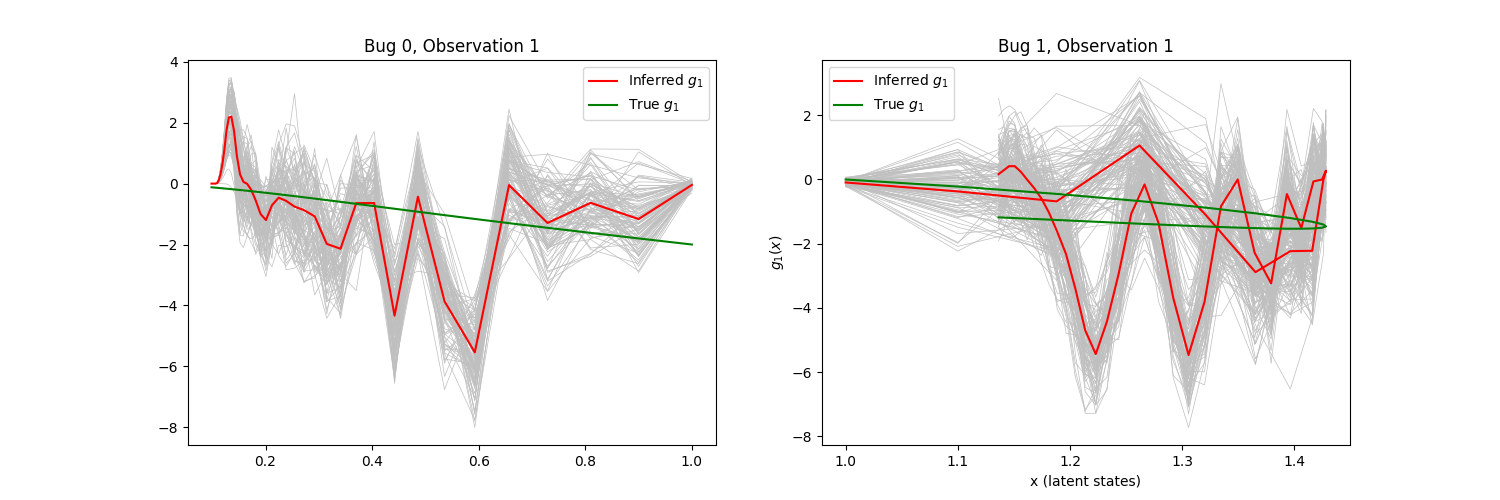 Bug 0, Observation 1
Inferred g₁
True g₁
4
2
0
−2
−4
−6
−8
0.2 0.4 0.6 0.8 1.0
Bug 1, Observation 1
Inferred g₁
True g₁
g₁(x)
2
0
−2
−4
−6
−8
1.0 1.1 1.2 1.3 1.4
x (latent states)